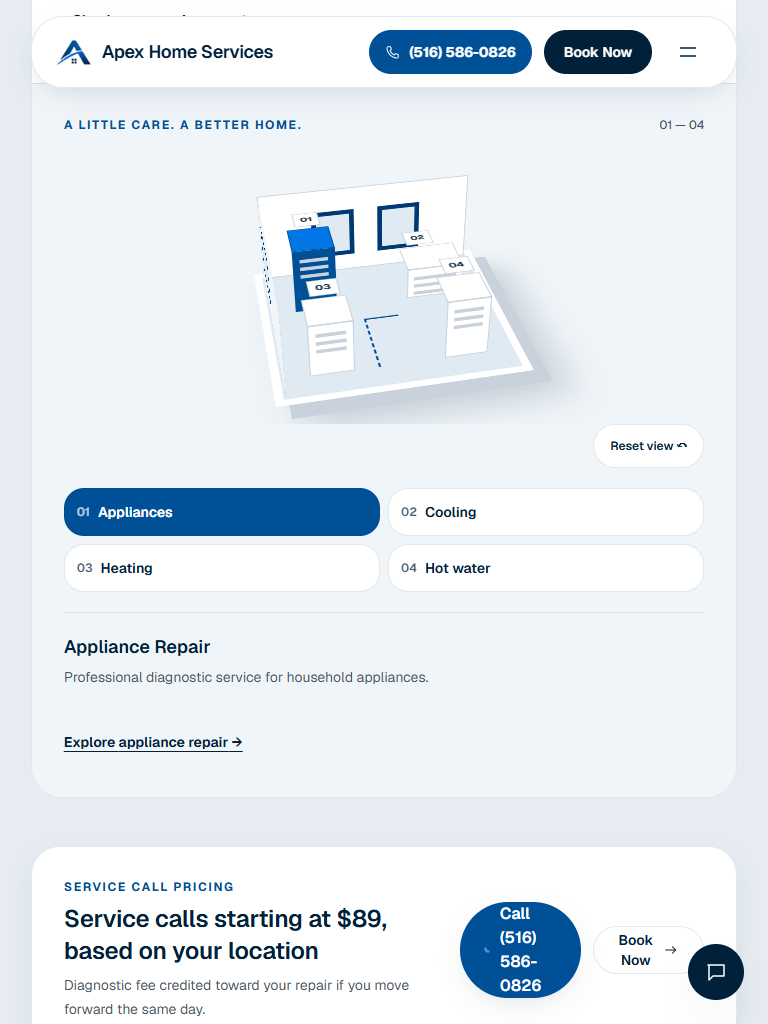 Apex Home Services
(516) 586-0826
Book Now
A LITTLE CARE. A BETTER HOME.
01 — 04
01
02
04
03
Reset view
01 Appliances
02 Cooling
03 Heating
04 Hot water
Appliance Repair
Professional diagnostic service for household appliances.
Explore appliance repair →
SERVICE CALL PRICING
Service calls starting at $89,
based on your location
Diagnostic fee credited toward your repair if you move
forward the same day.
Call
(516)
586-
0826
Book
Now →